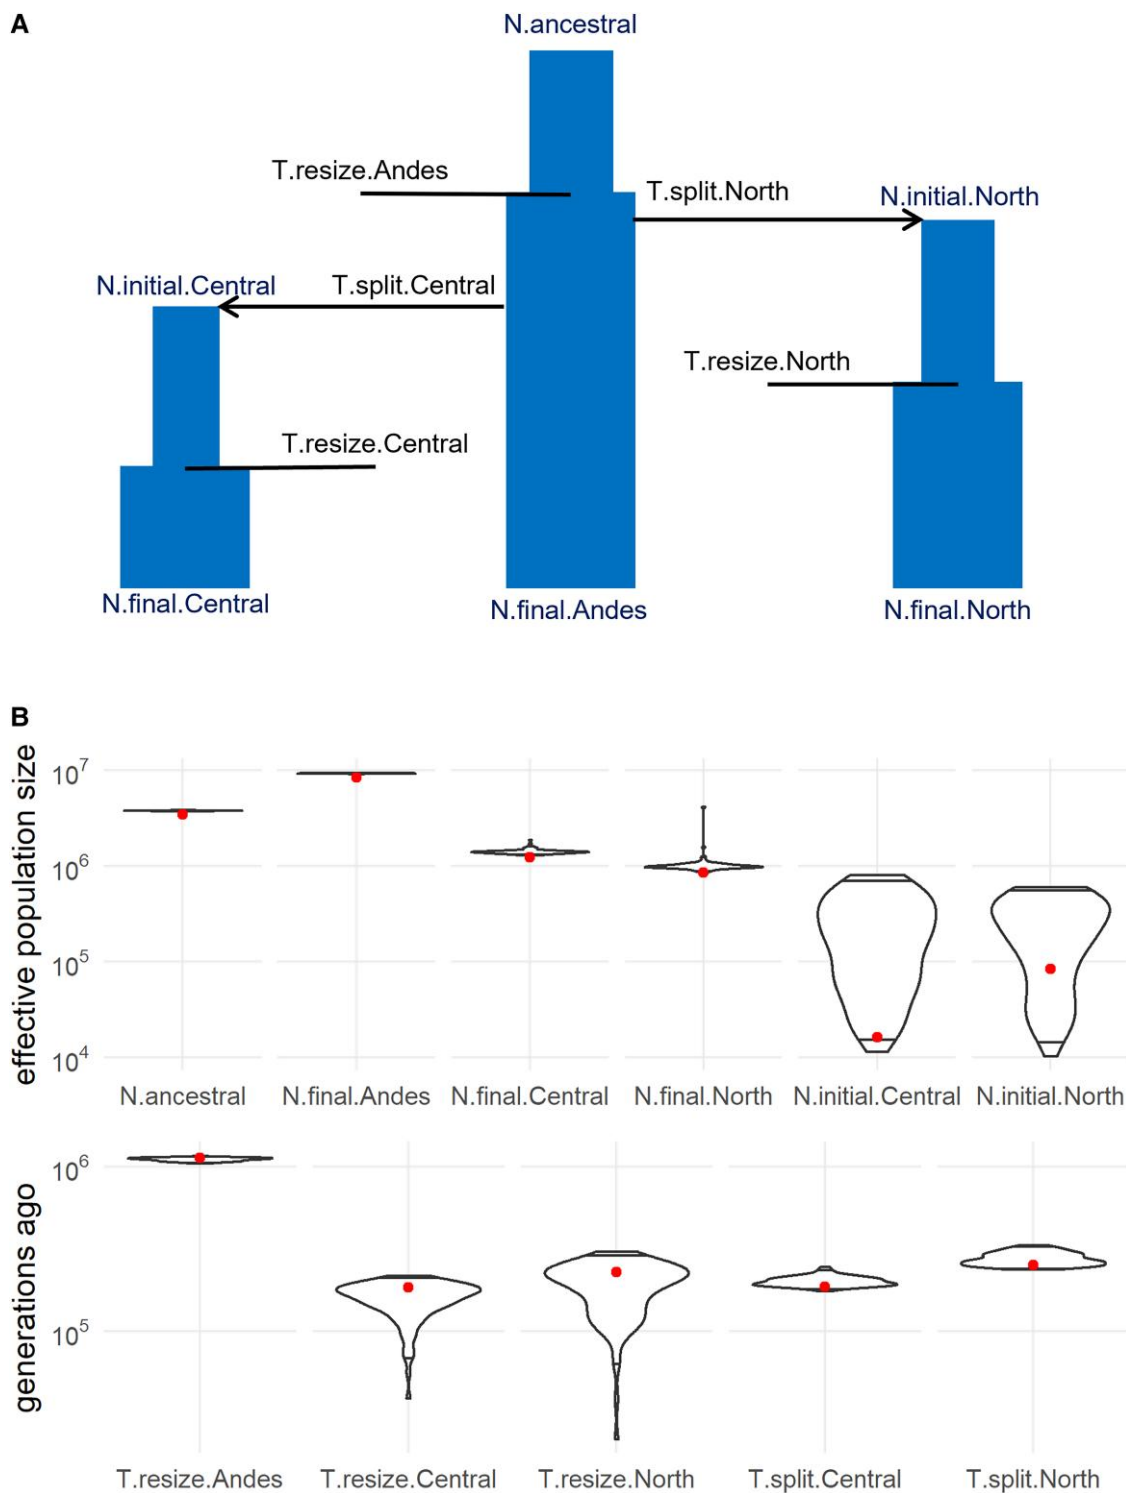 A
N.ancestral
T.resize.Andes
T.split.North
N.initial.North
N.initial.Central
T.split.Central
T.resize.North
T.resize.Central
N.final.Central
N.final.Andes
N.final.North
B
effective population size
10^7
10^6
10^5
10^4
N.ancestral N.final.Andes N.final.Central N.final.North N.initial.Central N.initial.North
generations ago
10^6
10^5
T.resize.Andes T.resize.Central T.resize.North T.split.Central T.split.North